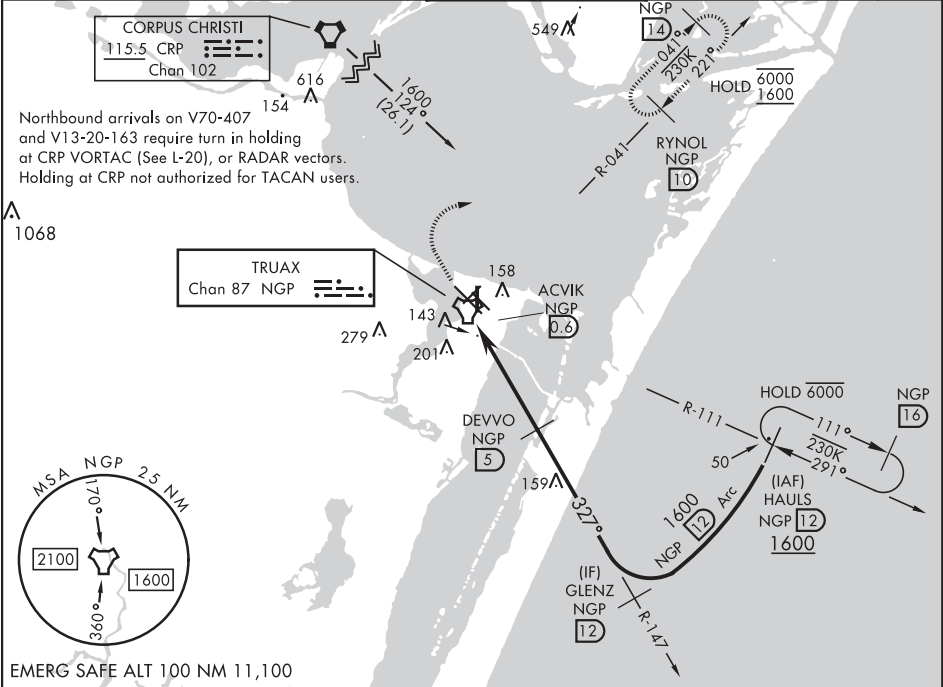 CORPUS CHRISTI
115.5 CRP
Chan 102
616
154
1600
124°
(26.1)
549
NGP
14
041°
230K
221°
HOLD 6000
1600
R-041
RYNOL
NGP
10
Northbound arrivals on V70-407
and V13-20-163 require turn in holding
at CRP VORTAC (See L-20), or RADAR vectors.
Holding at CRP not authorized for TACAN users.
1068
TRUAX
Chan 87 NGP
158
ACVIK
NGP
0.6
143
279
201
DEVVO
NGP
5
159
327°
R-111
HOLD 6000
NGP
16
111°
230K
291°
50
(IAF)
HAULS
NGP 12
1600
1600
NGP 12 Arc
(IF)
GLENZ
NGP
12
R-147
MSA NGP 25 NM
170°
2100
1600
360°
EMERG SAFE ALT 100 NM 11,100